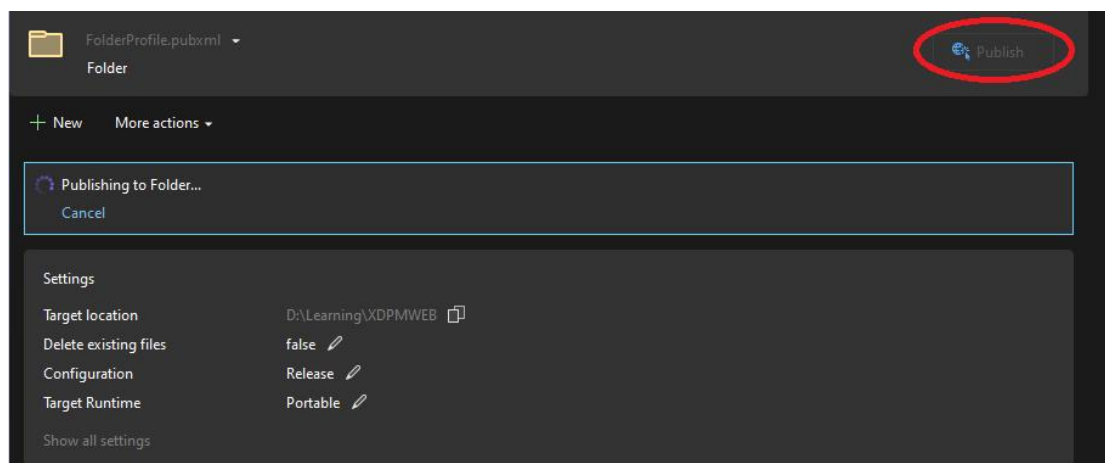 FolderProfile.pubxml
Folder
Publish
New More actions
Publishing to Folder...
Cancel
Settings
Target location D:\Learning\XDPMWEB
Delete existing files false
Configuration Release
Target Runtime Portable
Show all settings